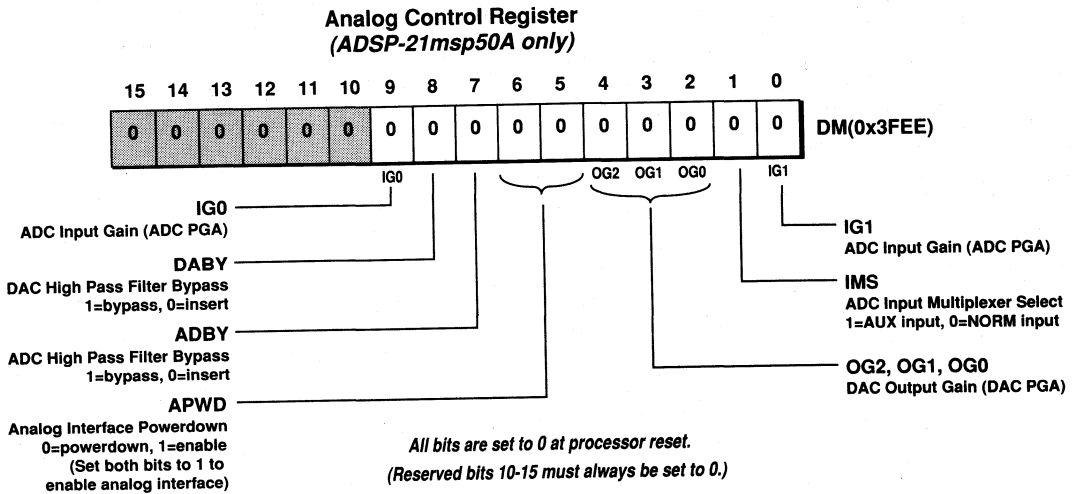 Analog Control Register
(ADSP-21msp50A only)
15 14 13 12 11 10 9 8 7 6 5 4 3 2 1 0
0 0 0 0 0 0 0 0 0 0 0 0 0 0 0 0 DM(0x3FEE)
IG0 OG2 OG1 OG0 IG1
IG0
ADC Input Gain (ADC PGA)
DABY
DAC High Pass Filter Bypass
1=bypass, 0=insert
ADBY
ADC High Pass Filter Bypass
1=bypass, 0=insert
APWD
Analog Interface Powerdown
0=powerdown, 1=enable
(Set both bits to 1 to
enable analog interface)
IG1
ADC Input Gain (ADC PGA)
IMS
ADC Input Multiplexer Select
1=AUX input, 0=NORM input
OG2, OG1, OG0
DAC Output Gain (DAC PGA)
All bits are set to 0 at processor reset.
(Reserved bits 10-15 must always be set to 0.)